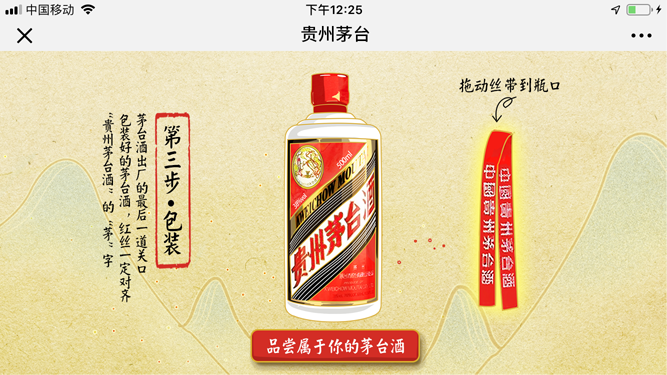 中国移动
下午12:25
贵州茅台
第三步·包装
茅台酒出厂的最后一道关口
包装好的茅台酒，红丝一定对齐
“貴州茅台酒”的“茅”字
拖动丝带到瓶口
500ml
KWEICHOW MOU
贵州茅台酒
中國貴州茅台酒
中國貴州茅台酒
品尝属于你的茅台酒